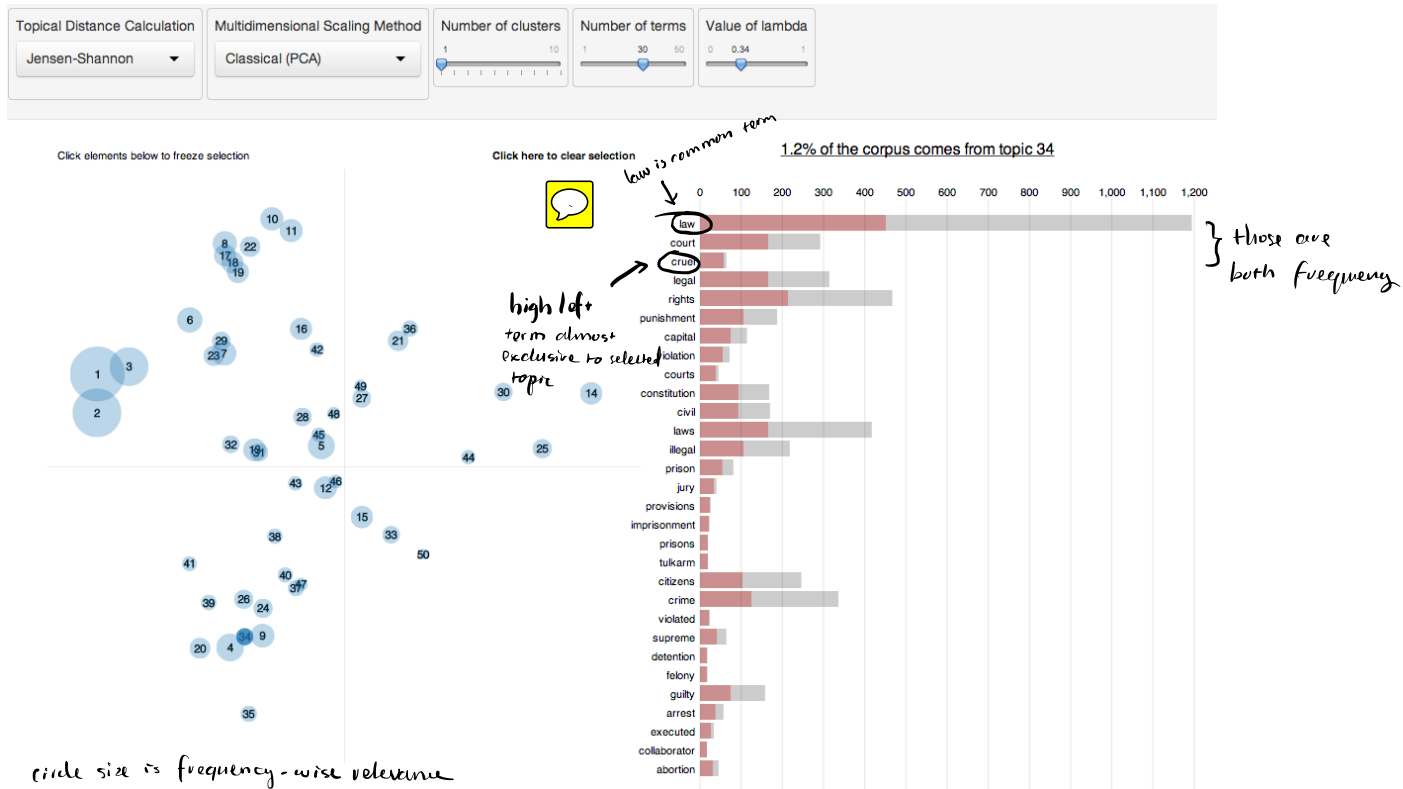 Topical Distance Calculation
Jensen-Shannon
Multidimensional Scaling Method
Classical (PCA)
Number of clusters
1 10
Number of terms
1 30 50
Value of lambda
0 0.34 1
Click elements below to freeze selection
Click here to clear selection
law is common term
1.2% of the corpus comes from topic 34
0 100 200 300 400 500 600 700 800 900 1,000 1,100 1,200
10
11
8
22
17
18
19
6
16
36
29
21
23
7
42
3
1
49
30
14
27
2
28
48
45
32
5
25
31
44
43
46
12
15
38
33
50
41
40
47
37
39
26
24
34
9
20
4
35
law
court
cruel
legal
rights
punishment
capital
violation
courts
constitution
civil
laws
illegal
prison
jury
provisions
imprisonment
prisons
tulkarm
citizens
crime
violated
supreme
detention
felony
guilty
arrest
executed
collaborator
abortion
high left
term almost
exclusive to selected
topic
those are
both frequency
circle size is frequency-wise relevance